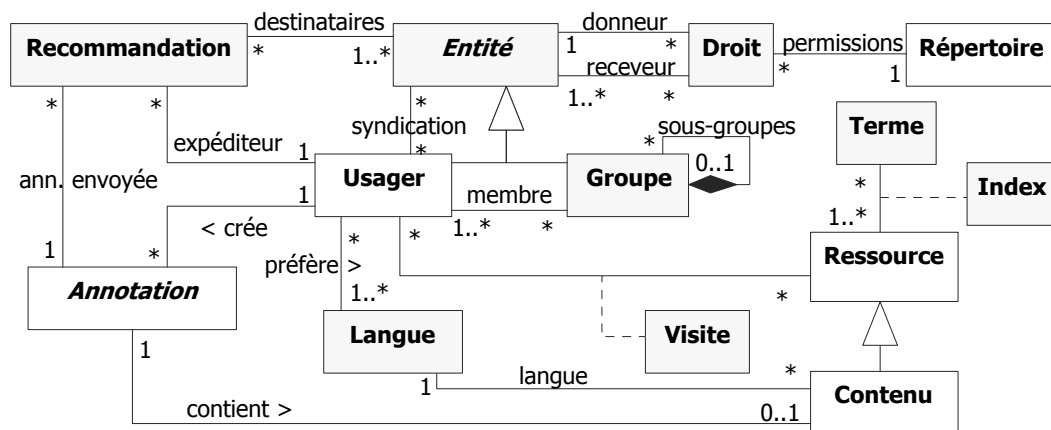 destinataires
donneur
Recommandation
*
1..*
Entité
1
*
Droit
permissions
Répertoire
receveur
*
1
1..*
*
*
*
*
syndication
*
sous-groupes
Terme
expéditeur
1
*
0..1
ann. envoyée
Usager
Groupe
*
Index
1
membre
1..*
< crée
*
*
1..*
*
Ressource
1
*
préfère >
Annotation
1..*
*
Langue
Visite
1
langue
*
1
Contenu
contient >
0..1